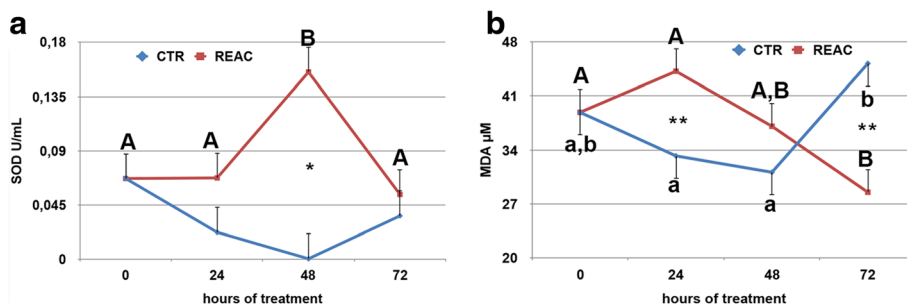 a
0,18
0,135
0,09
0,045
0
SOD U/mL
CTR REAC
A A B A
*
0 24 48 72
hours of treatment
b
48
41
34
27
20
MDA µM
CTR REAC
A A A,B B
a,b a a b
** **
0 24 48 72
hours of treatment